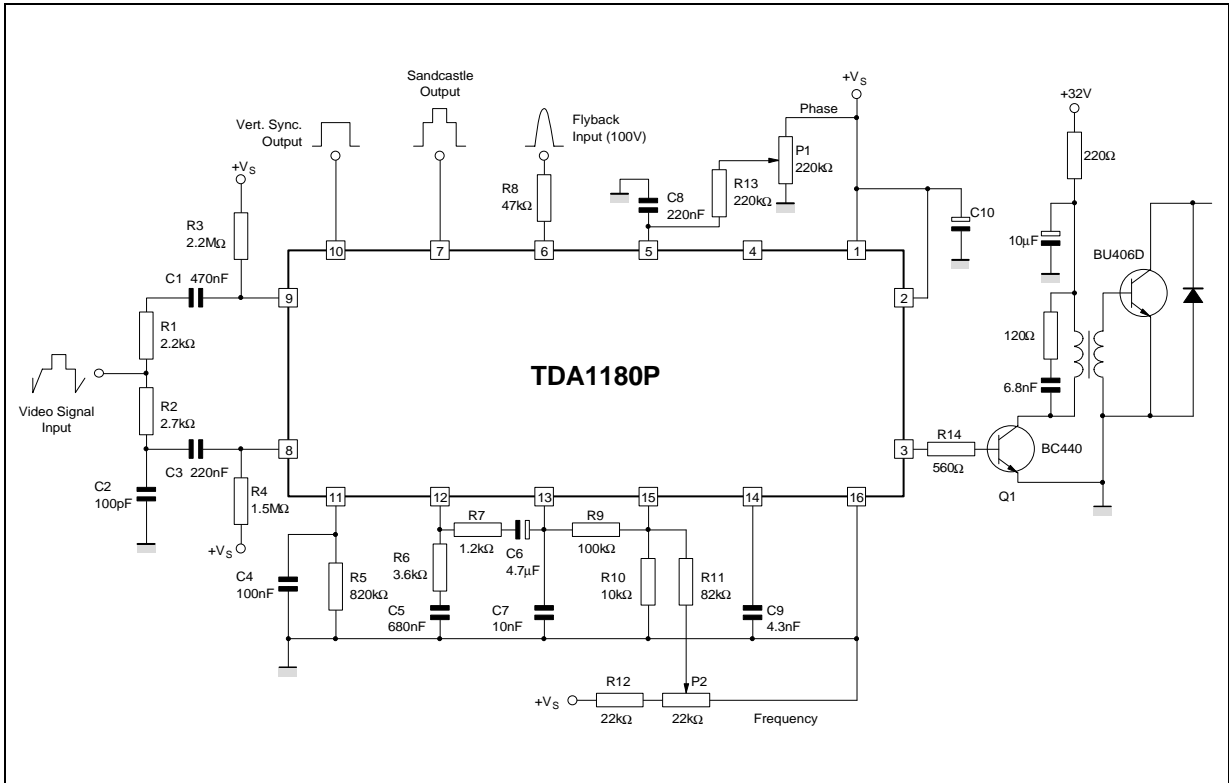 Sandcastle
Output
Vert. Sync.
Output
Flyback
Input (100V)
+VS
Phase
+32V
+VS
R8
47kΩ
C8
220nF
R13
220kΩ
P1
220kΩ
C10
220Ω
10μF
BU406D
R3
2.2MΩ
10
7
6
5
4
1
C1 470nF
9
2
R1
2.2kΩ
120Ω
6.8nF
TDA1180P
Video Signal
Input
R2
2.7kΩ
8
3
R14
560Ω
BC440
Q1
C3 220nF
C2
100pF
R4
1.5MΩ
+VS
11
12
13
15
14
16
R7
1.2kΩ
C6
4.7μF
R9
100kΩ
R6
3.6kΩ
C4
100nF
R5
820kΩ
C5
680nF
C7
10nF
R10
10kΩ
R11
82kΩ
C9
4.3nF
+VS
R12
22kΩ
P2
22kΩ
Frequency